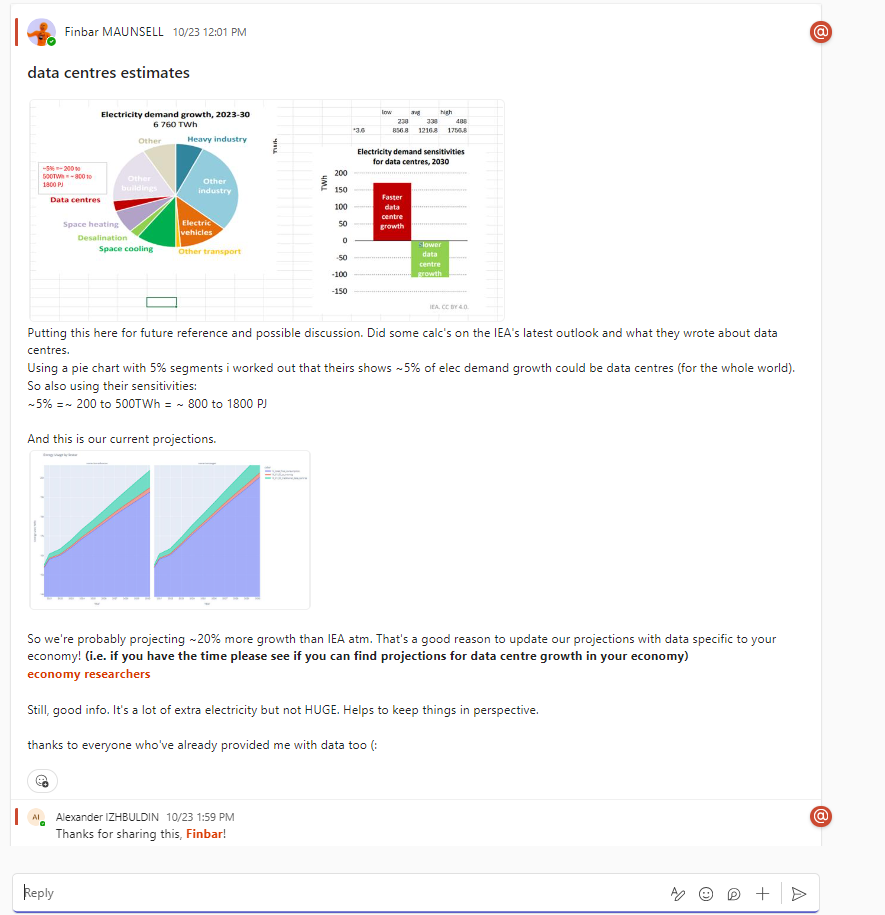 Finbar MAUNSELL 10/23 12:01 PM
data centres estimates
Electricity demand growth, 2023-30
6 760 TWh
Other
Heavy industry
~5% =~ 200 to
500TWh = ~ 800 to
1800 PJ
Other
buildings
Other
industry
Data centres
Space heating
Electric
vehicles
Desalination
Space cooling
Other transport
low avg high
238 338 488
*3.6 856.8 1216.8 1756.8
Electricity demand sensitivities
for data centres, 2030
TWh
200
150
100
50
0
-50
-100
-150
Faster
data
centre
growth
Slower
data
centre
growth
IEA. CC BY 4.0.
Putting this here for future reference and possible discussion. Did some calc's on the IEA's latest outlook and what they wrote about data
centres.
Using a pie chart with 5% segments i worked out that theirs shows ~5% of elec demand growth could be data centres (for the whole world).
So also using their sensitivities:
~5% =~ 200 to 500TWh = ~ 800 to 1800 PJ
And this is our current projections.
So we're probably projecting ~20% more growth than IEA atm. That's a good reason to update our projections with data specific to your
economy! (i.e. if you have the time please see if you can find projections for data centre growth in your economy)
economy researchers
Still, good info. It's a lot of extra electricity but not HUGE. Helps to keep things in perspective.
thanks to everyone who've already provided me with data too (:
AI
Alexander IZHBULDIN 10/23 1:59 PM
Thanks for sharing this, Finbar!
Reply